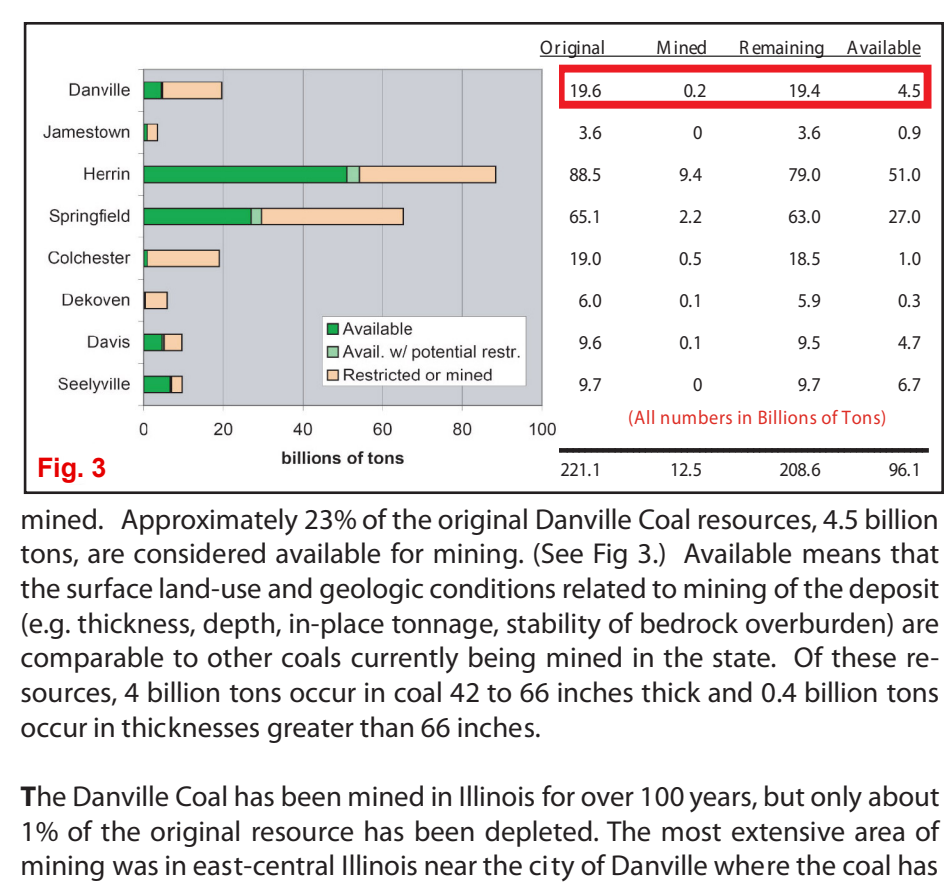 Original Mined Remaining Available
Danville 19.6 0.2 19.4 4.5
Jamestown 3.6 0 3.6 0.9
Herrin 88.5 9.4 79.0 51.0
Springfield 65.1 2.2 63.0 27.0
Colchester 19.0 0.5 18.5 1.0
Dekoven 6.0 0.1 5.9 0.3
Available
Davis 9.6 0.1 9.5 4.7
Avail. w/ potential restr.
Restricted or mined
Seelyville 9.7 0 9.7 6.7
(All numbers in Billions of Tons)
0 20 40 60 80 100
billions of tons
Fig. 3
221.1 12.5 208.6 96.1
mined. Approximately 23% of the original Danville Coal resources, 4.5 billion
tons, are considered available for mining. (See Fig 3.) Available means that
the surface land-use and geologic conditions related to mining of the deposit
(e.g. thickness, depth, in-place tonnage, stability of bedrock overburden) are
comparable to other coals currently being mined in the state. Of these re-
sources, 4 billion tons occur in coal 42 to 66 inches thick and 0.4 billion tons
occur in thicknesses greater than 66 inches.
The Danville Coal has been mined in Illinois for over 100 years, but only about
1% of the original resource has been depleted. The most extensive area of
mining was in east-central Illinois near the city of Danville where the coal has